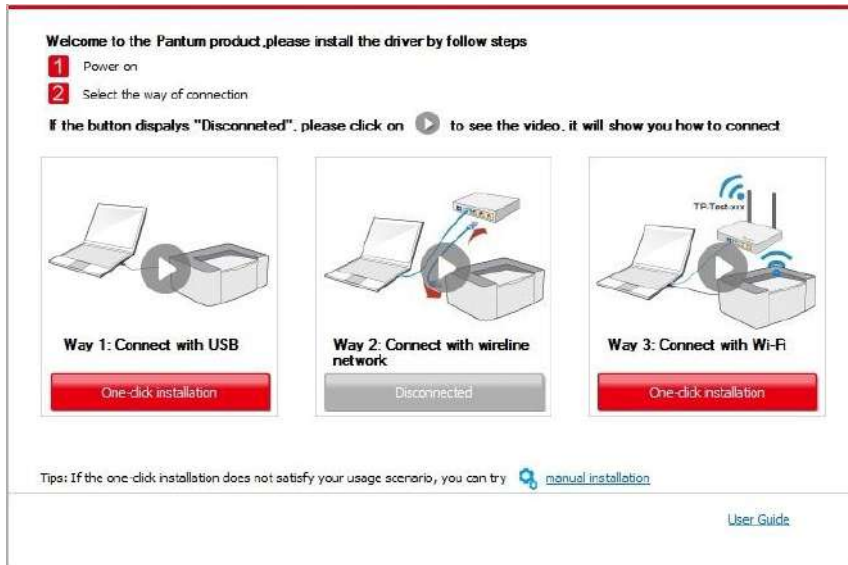 Welcome to the Pantum product,please install the driver by follow steps
1 Power on
2 Select the way of connection
If the button dispalys "Disconneted", please click on to see the video, it will show you how to connect
TP-Test-xxx
Way 1: Connect with USB
One-click installation
Way 2: Connect with wireline
network
Disconnected
Way 3: Connect with Wi-Fi
One-click installation
Tips: If the one-click installation does not satisfy your usage scenario, you can try manual installation
User Guide